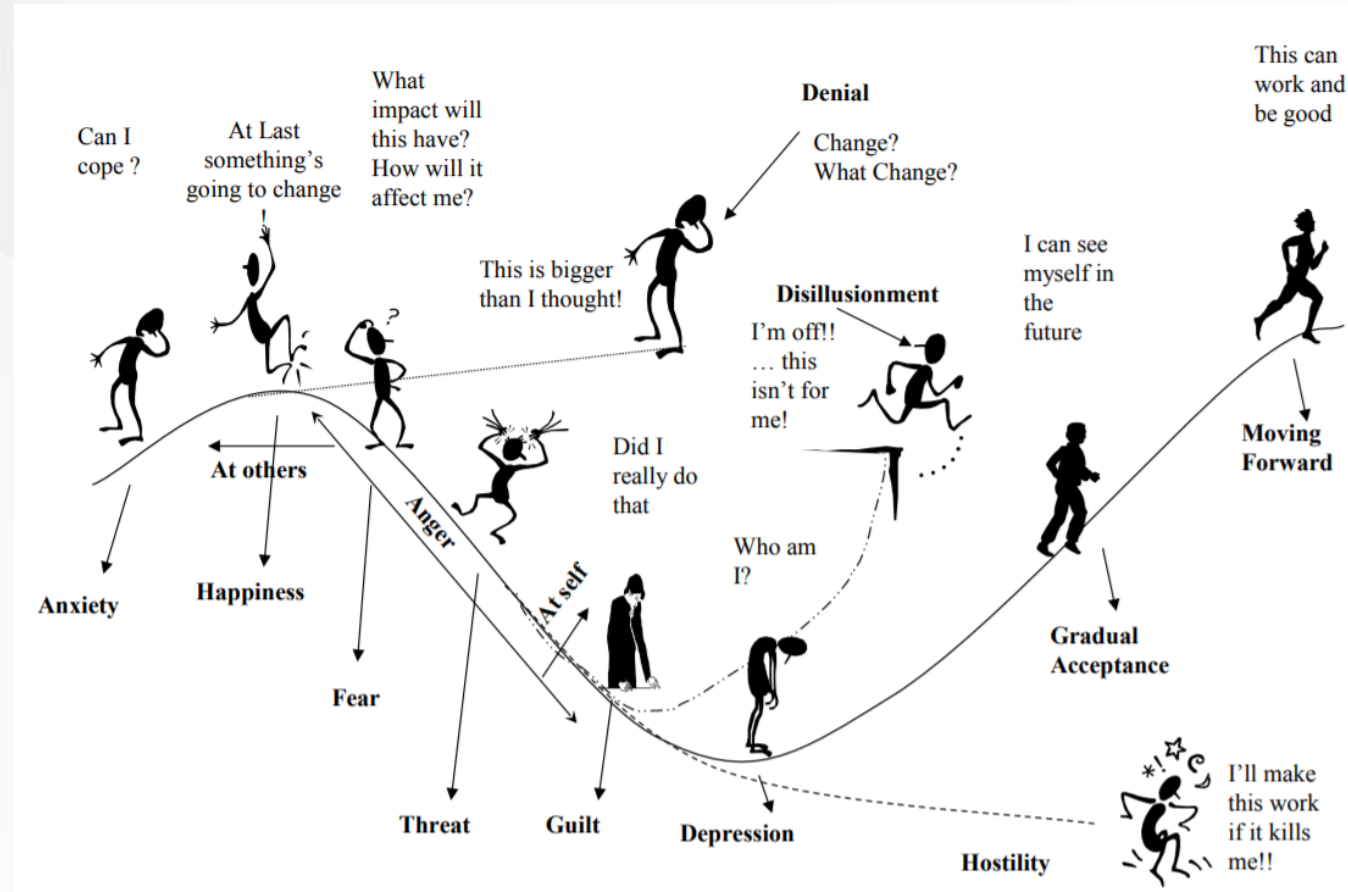 Can I
cope ?
At Last
something's
going to change
!
What
impact will
this have?
How will it
affect me?
?
This is bigger
than I thought!
Denial
Change?
What Change?
Disillusionment
I'm off!!
… this
isn't for
me!
I can see
myself in
the
future
This can
work and
be good
At others
Anger
At self
Did I
really do
that
Who am
I?
Moving
Forward
Anxiety
Happiness
Fear
Threat
Guilt
Depression
Gradual
Acceptance
Hostility
*!
I'll make
this work
if it kills
me!!